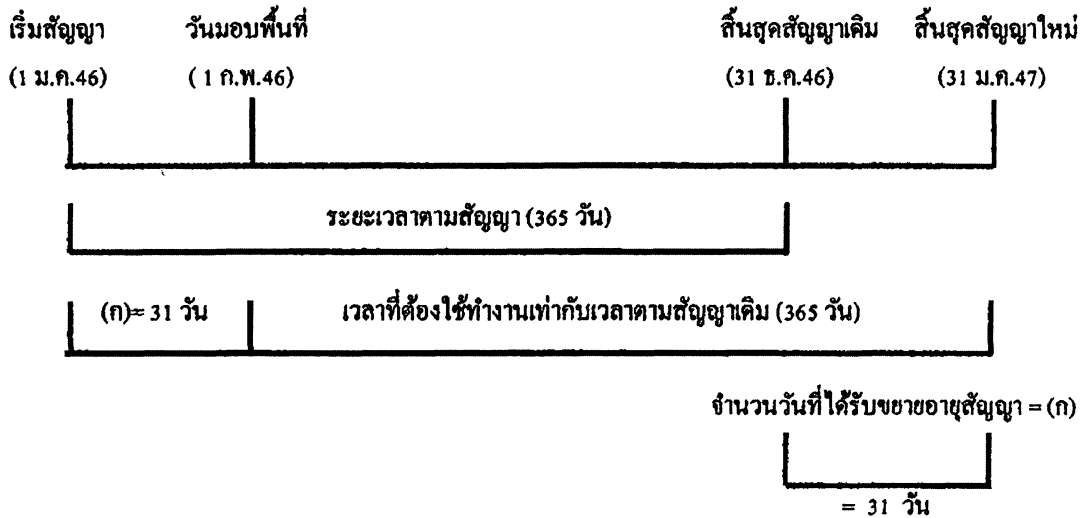 เริ่มสัญญา วันมอบพื้นที่ สิ้นสุดสัญญาเดิม สิ้นสุดสัญญาใหม่
(1 ม.ค.46) ( 1 ก.พ.46) (31 ธ.ค.46) (31 ม.ค.47)
ระยะเวลาตามสัญญา (365 วัน)
(ก)= 31 วัน เวลาที่ต้องใช้ทำงานเท่ากับเวลาตามสัญญาเดิม (365 วัน)
จำนวนวันที่ได้รับขยายอายุสัญญา = (ก)
= 31 วัน